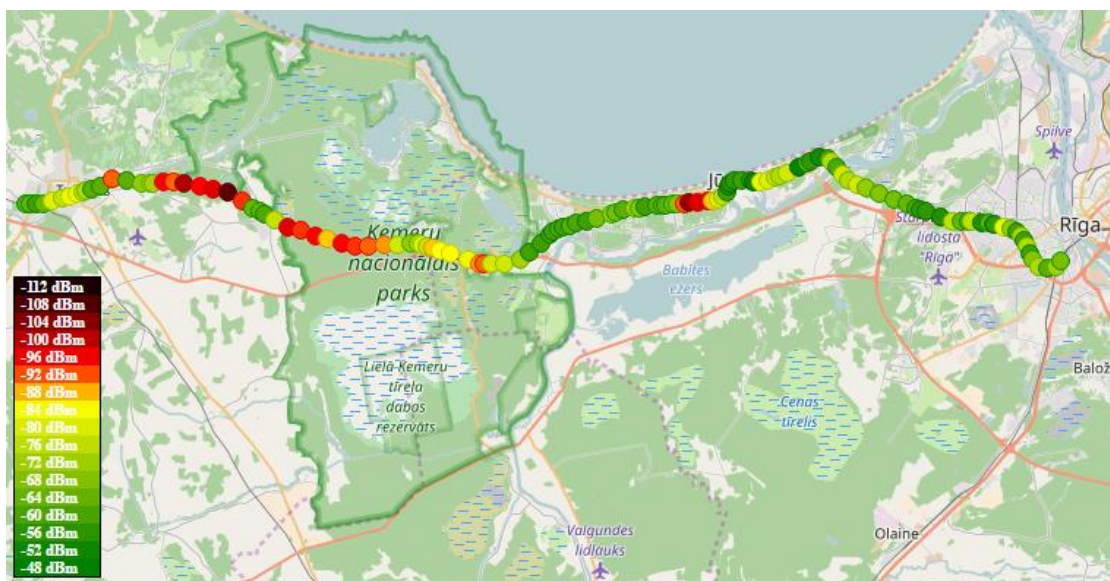 Spilve
Jū
Rīga
lidosta
"Rīga"
Ķemeru
nacionālais
parks
Babītes
ezers
-112 dBm
-108 dBm
-104 dBm
-100 dBm
-96 dBm
-92 dBm
-88 dBm
-84 dBm
-80 dBm
-76 dBm
-72 dBm
-68 dBm
-64 dBm
-60 dBm
-56 dBm
-52 dBm
-48 dBm
Lielā Ķemeru
tīreļa
dabas
rezervāts
Cenas
tīrelis
Balož
Olaine
Valgundes
lidlauks